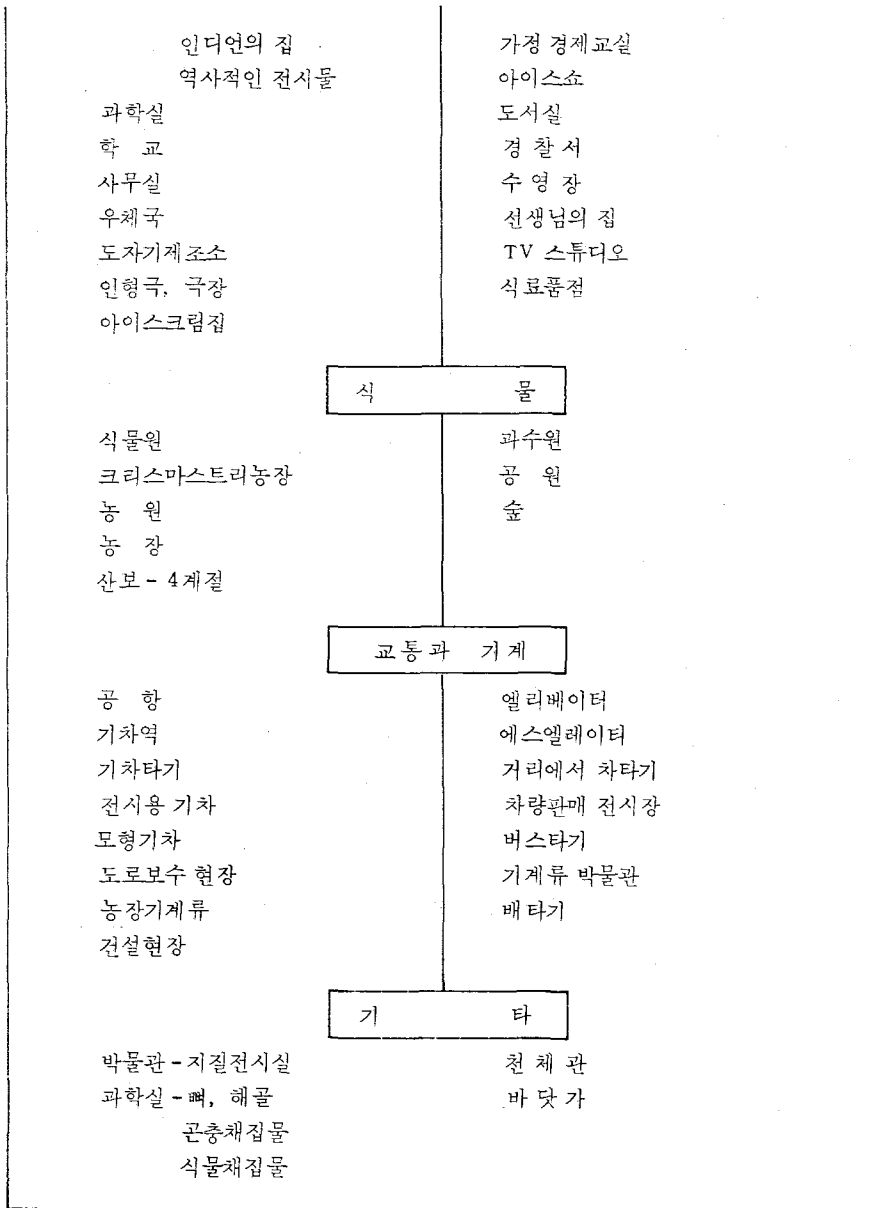 인디언의 집
역사적인 전시물
과학실
학 교
사무실
우체국
도자기제조소
인형극, 극장
아이스크림집
가정 경제교실
아이스쇼
도서실
경찰서
수영장
선생님의 집
TV 스튜디오
식료품점
식 물
식물원
크리스마스트리농장
농 원
농 장
산보 - 4계절
과수원
공 원
숲
교통과 기계
공 항
기차역
기차타기
전시용 기차
모형기차
도로보수 현장
농장기계류
건설현장
엘리베이터
에스엘레이터
거리에서 차타기
차량판매 전시장
버스타기
기계류 박물관
배타기
기 타
박물관 - 지질전시실
과학실 - 뼈, 해골
곤충채집물
식물채집물
천체관
바닷가